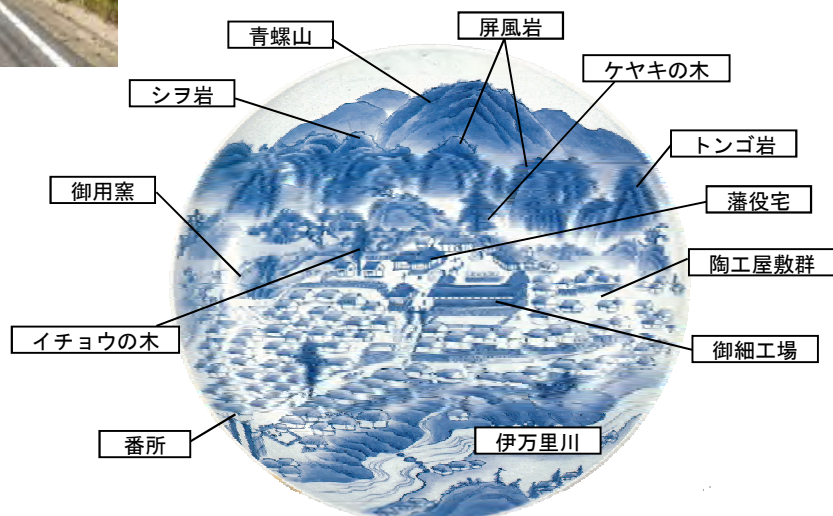 屏風岩
青螺山
ケヤキの木
シヲ岩
トンゴ岩
御用窯
藩役宅
陶工屋敷群
イチョウの木
御細工場
番所
伊万里川